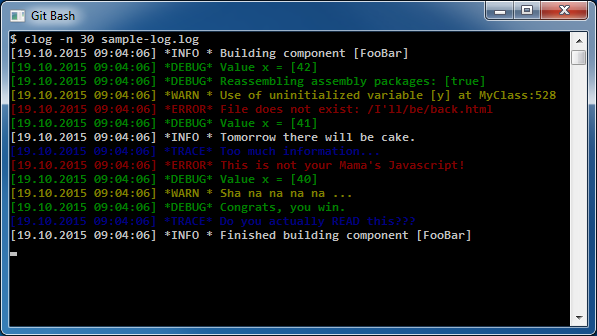 Git Bash
$ clog -n 30 sample-log.log
[19.10.2015 09:04:06] *INFO * Building component [FooBar]
[19.10.2015 09:04:06] *DEBUG* Value x = [42]
[19.10.2015 09:04:06] *DEBUG* Reassembling assembly packages: [true]
[19.10.2015 09:04:06] *WARN * Use of uninitialized variable [y] at MyClass:528
[19.10.2015 09:04:06] *ERROR* File does not exist: /I'll/be/back.html
[19.10.2015 09:04:06] *DEBUG* Value x = [41]
[19.10.2015 09:04:06] *INFO * Tomorrow there will be cake.
[19.10.2015 09:04:06] *TRACE* Too much information...
[19.10.2015 09:04:06] *ERROR* This is not your Mama's Javascript!
[19.10.2015 09:04:06] *DEBUG* Value x = [40]
[19.10.2015 09:04:06] *WARN * Sha na na na na ...
[19.10.2015 09:04:06] *DEBUG* Congrats, you win.
[19.10.2015 09:04:06] *TRACE* Do you actually READ this???
[19.10.2015 09:04:06] *INFO * Finished building component [FooBar]